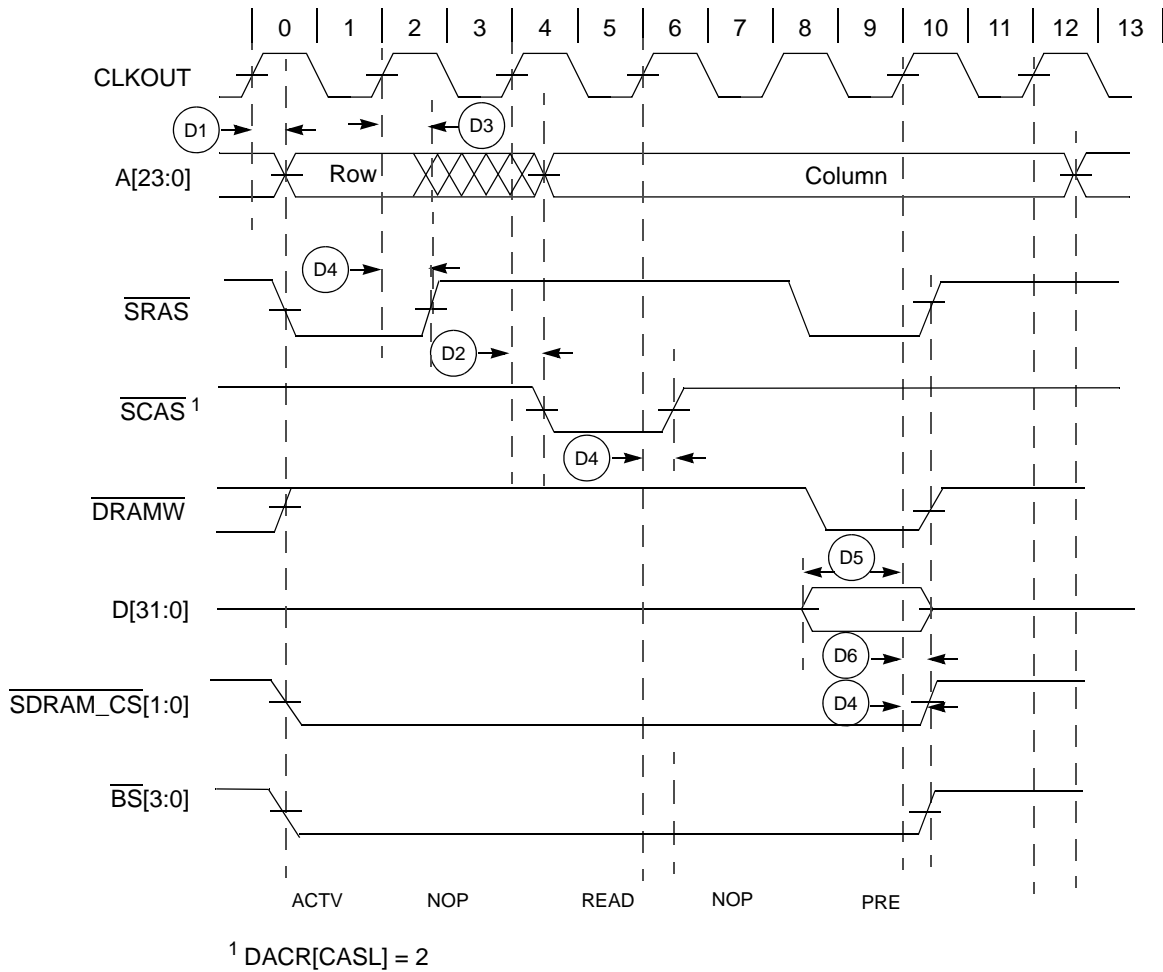 0 1 2 3 4 5 6 7 8 9 10 11 12 13
CLKOUT
D1 D3
A[23:0] Row Column
D4
SRAS
D2
SCAS 1
D4
DRAMW
D5
D[31:0]
D6
SDRAM_CS[1:0] D4
BS[3:0]
ACTV NOP READ NOP PRE
1 DACR[CASL] = 2